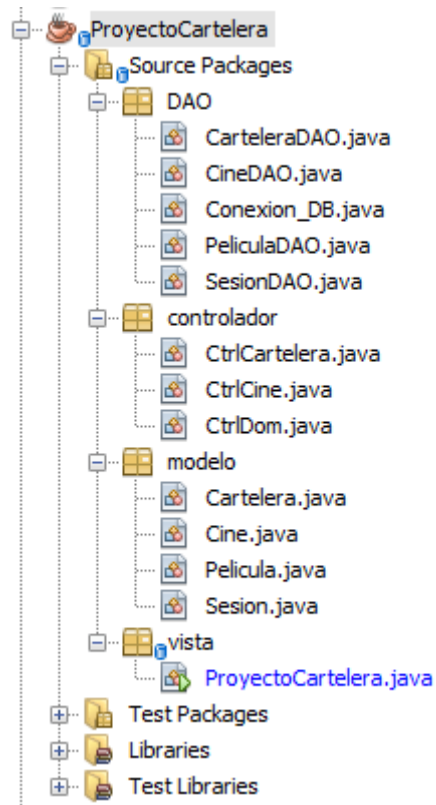 ProyectoCartelera
Source Packages
DAO
CarteleraDAO.java
CineDAO.java
Conexion_DB.java
PeliculaDAO.java
SesionDAO.java
controlador
CtrlCartelera.java
CtrlCine.java
CtrlDom.java
modelo
Cartelera.java
Cine.java
Pelicula.java
Sesion.java
vista
ProyectoCartelera.java
Test Packages
Libraries
Test Libraries